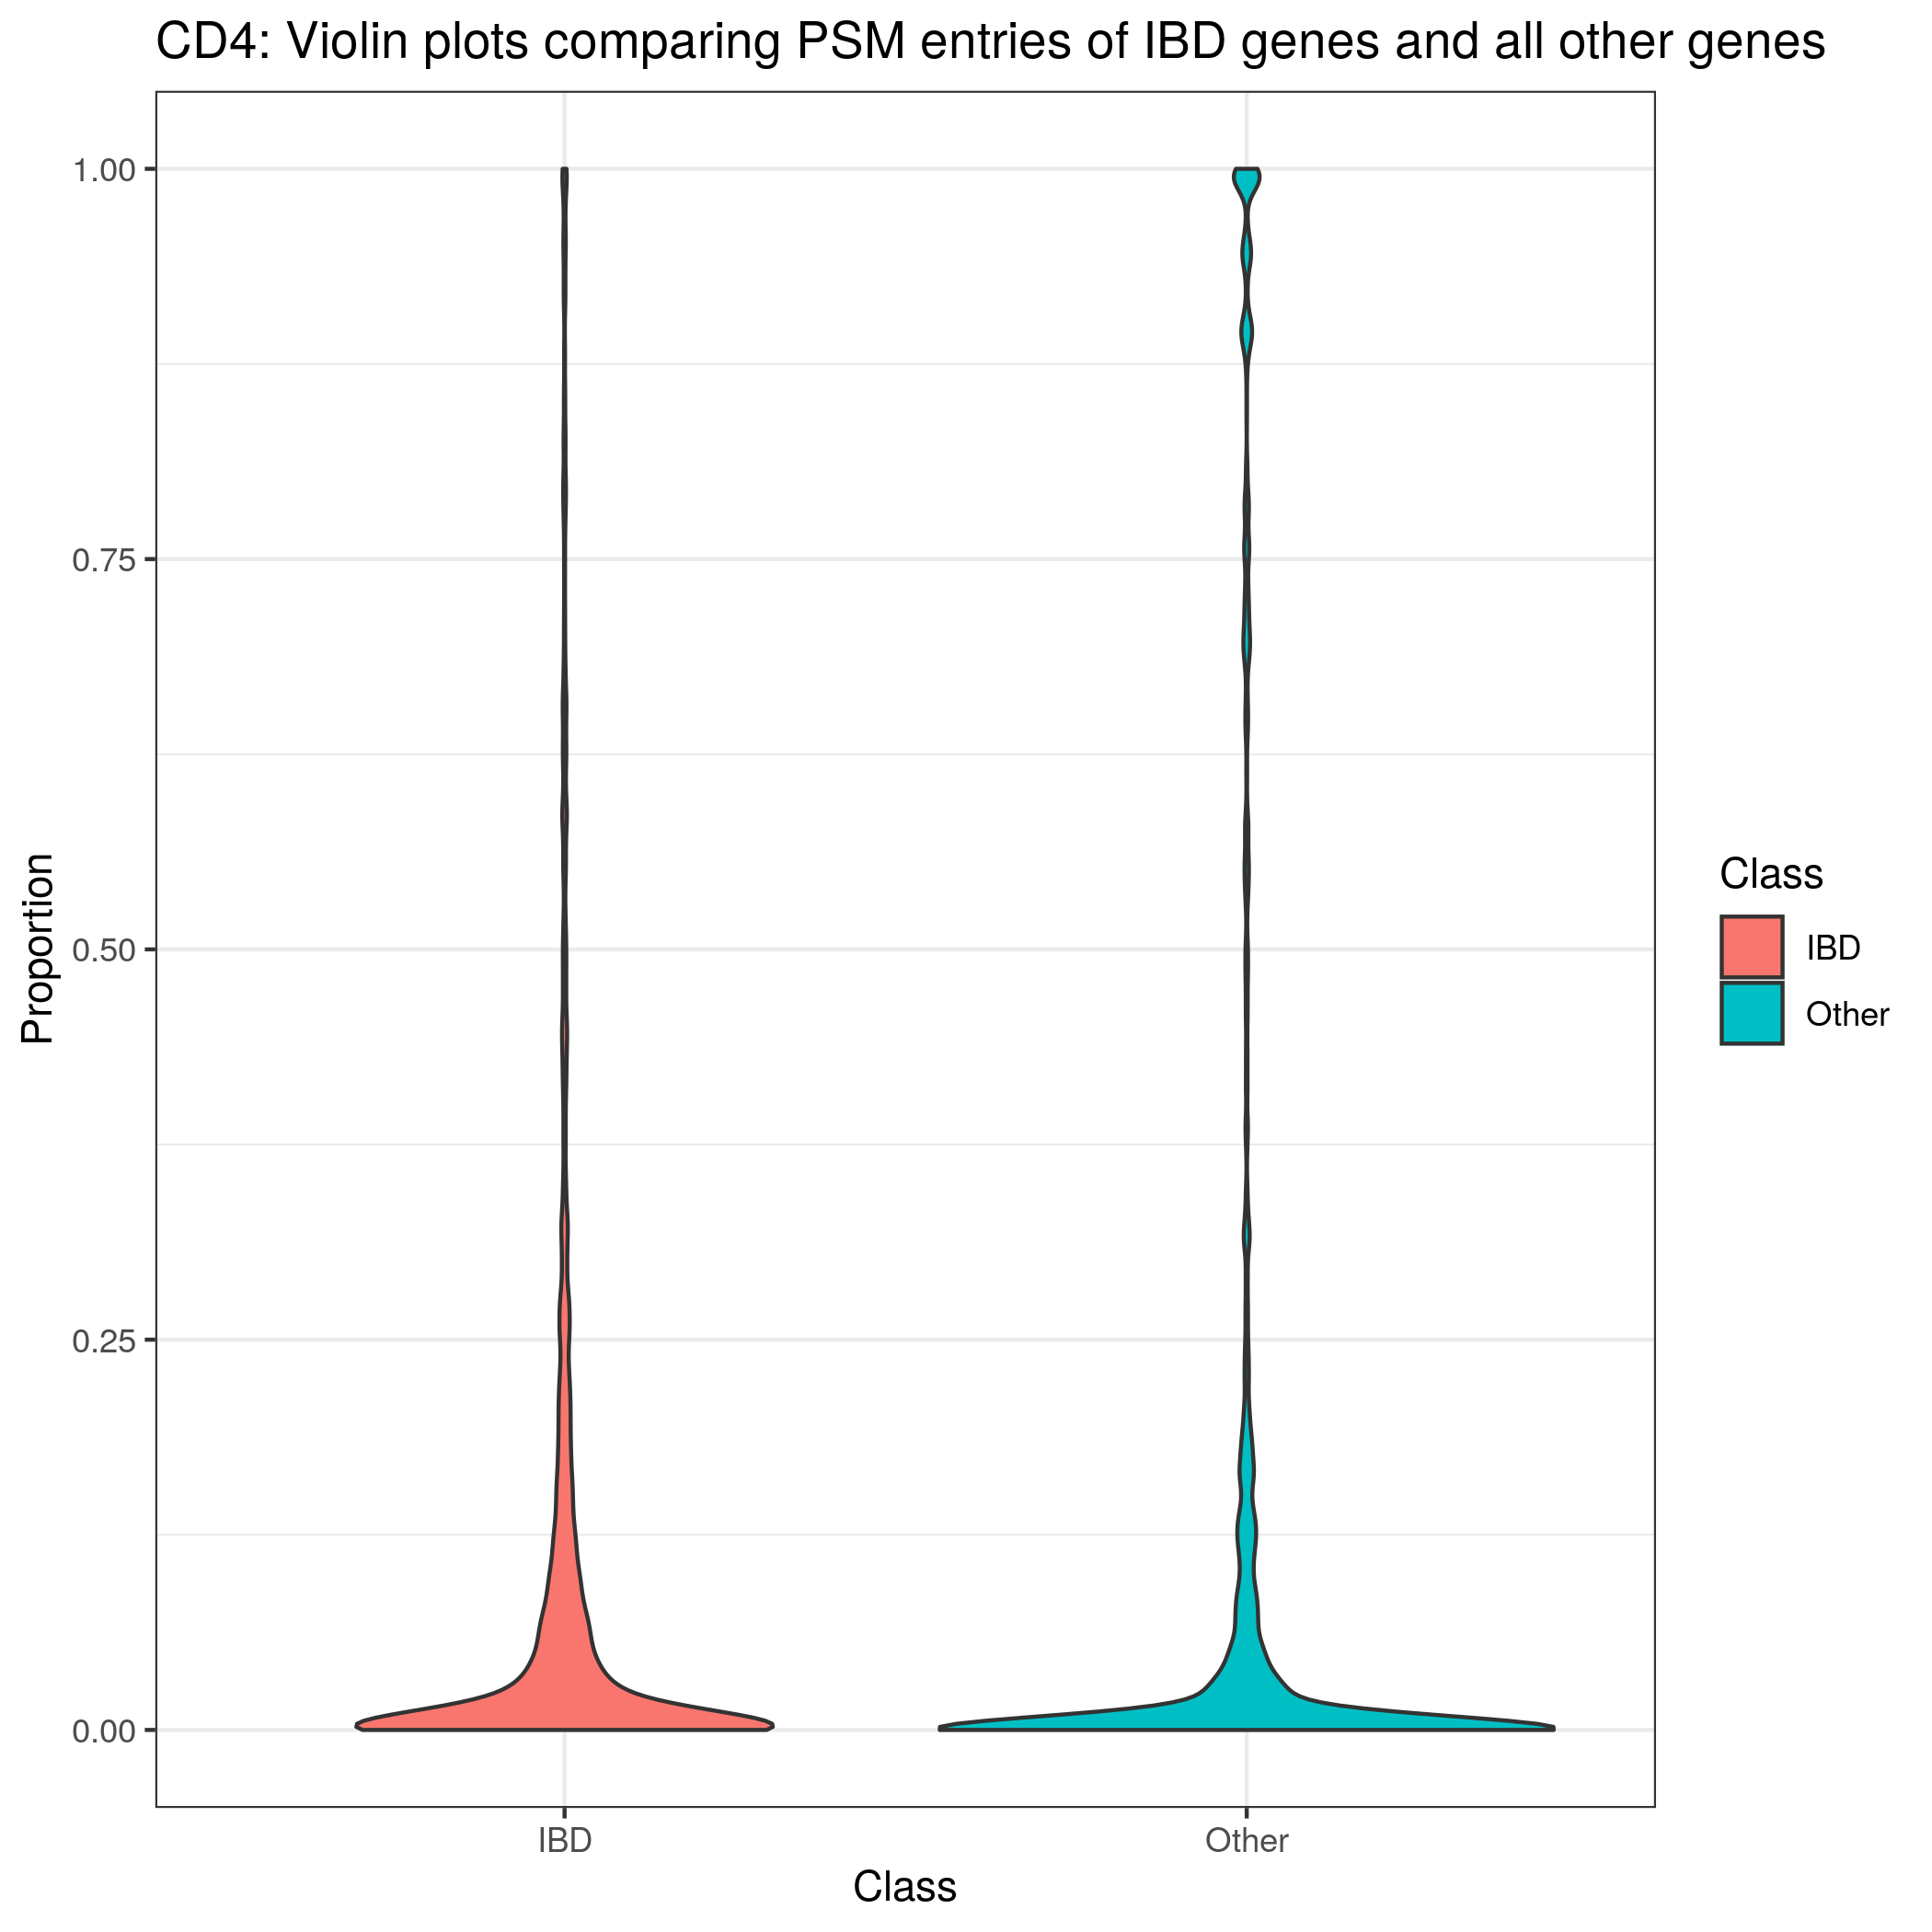 CD4: Violin plots comparing PSM entries of IBD genes and all other genes
1.00
0.75
0.50
0.25
0.00
Proportion
IBD
Other
Class
Class
IBD
Other